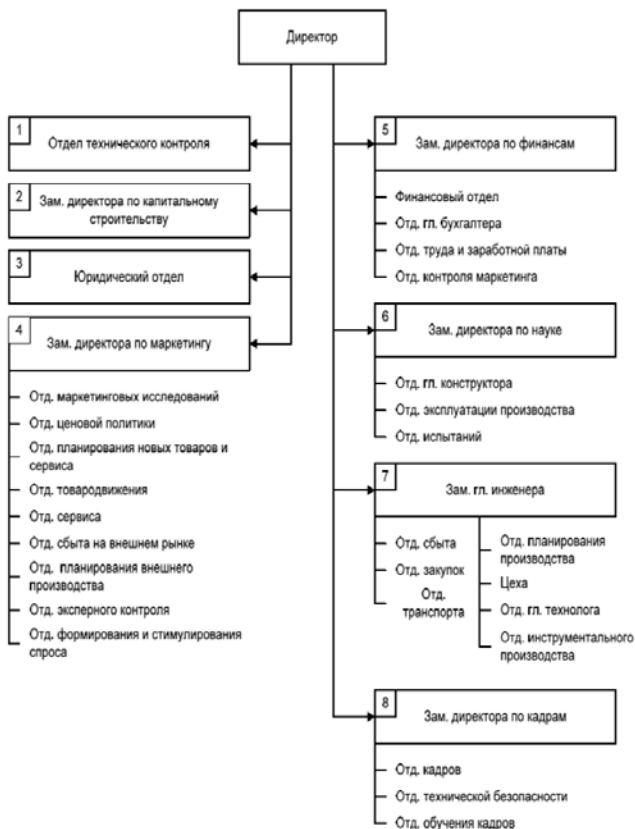 Директор
1
Отдел технического контроля
2
Зам. директора по капитальному
строительству
3
Юридический отдел
4
Зам. директора по маркетингу
Отд. маркетинговых исследований
Отд. ценовой политики
Отд. планирования новых товаров и
сервиса
Отд. товародвижения
Отд. сервиса
Отд. сбыта на внешнем рынке
Отд. планирования внешнего
производства
Отд. эксперного контроля
Отд. формирования и стимулирования
спроса
5
Зам. директора по финансам
Финансовый отдел
Отд. гл. бухгалтера
Отд. труда и заработной платы
Отд. контроля маркетинга
6
Зам. директора по науке
Отд. гл. конструктора
Отд. эксплуатации производства
Отд. испытаний
7
Зам. гл. инженера
Отд. сбыта
Отд. закупок
Отд.
транспорта
Отд. планирования
производства
Цеха
Отд. гл. технолога
Отд. инструментального
производства
8
Зам. директора по кадрам
Отд. кадров
Отд. технической безопасности
Отд. обучения кадров